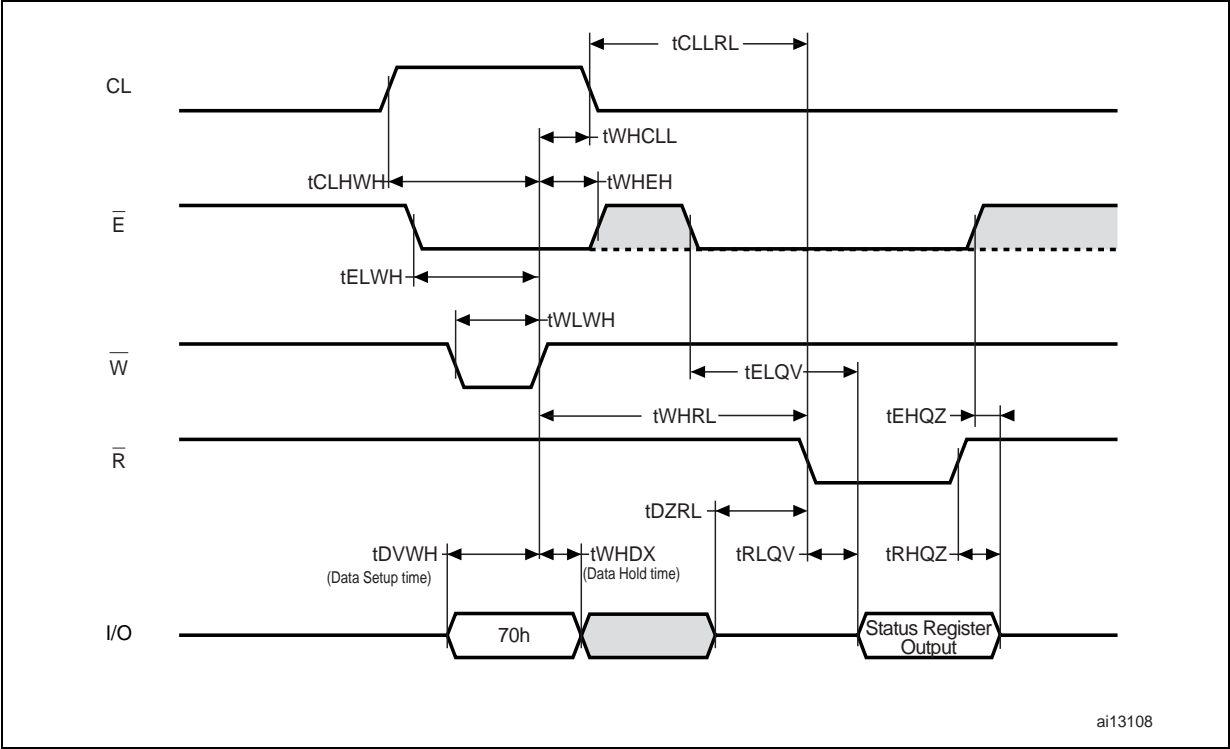 tCLLRL
CL
tWHCLL
tCLHWH
tWHEH
E̅
tELWH
tWLWH
W̅
tELQV
tWHRL
tEHQZ
R̅
tDZRL
tDVWH
tWHDX
tRLQV
tRHQZ
(Data Setup time)
(Data Hold time)
I/O
70h
Status Register
Output
ai13108